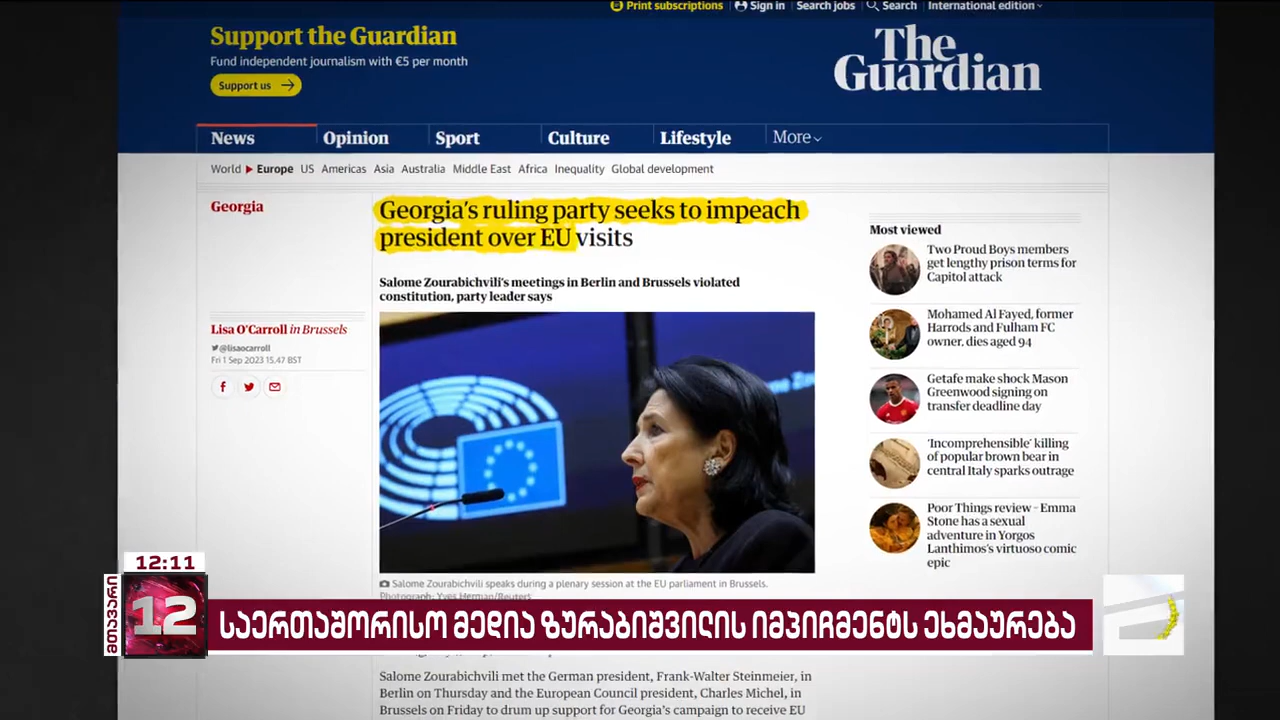 Print subscriptions
Sign in
Search jobs
Search
International edition
Support the Guardian
Fund independent journalism with €5 per month
Support us
The
Guardian
News
Opinion
Sport
Culture
Lifestyle
More
World
Europe
US
Americas
Asia
Australia
Middle East
Africa
Inequality
Global development
Georgia
Georgia's ruling party seeks to impeach
president over EU visits
Salome Zourabichvili's meetings in Berlin and Brussels violated
constitution, party leader says
Lisa O'Carroll in Brussels
@lisaocarroll
Fri 1 Sep 2023 15.47 BST
Most viewed
Two Proud Boys members
get lengthy prison terms for
Capitol attack
Mohamed Al Fayed, former
Harrods and Fulham FC
owner, dies aged 94
Getafe make shock Mason
Greenwood signing on
transfer deadline day
'Incomprehensible' killing
of popular brown bear in
central Italy sparks outrage
Poor Things review – Emma
Stone has a sexual
adventure in Yorgos
Lanthimos's virtuoso comic
epic
Salome Zourabichvili speaks during a plenary session at the EU parliament in Brussels.
Photograph: Yves Herman/Reuters
12:11
მთავარი
12
საერთაშორისო მედია ზურაბიშვილის იმპიჩმენტს ეხმაურება
Salome Zourabichvili met the German president, Frank-Walter Steinmeier, in
Berlin on Thursday and the European Council president, Charles Michel, in
Brussels on Friday to drum up support for Georgia's campaign to receive EU